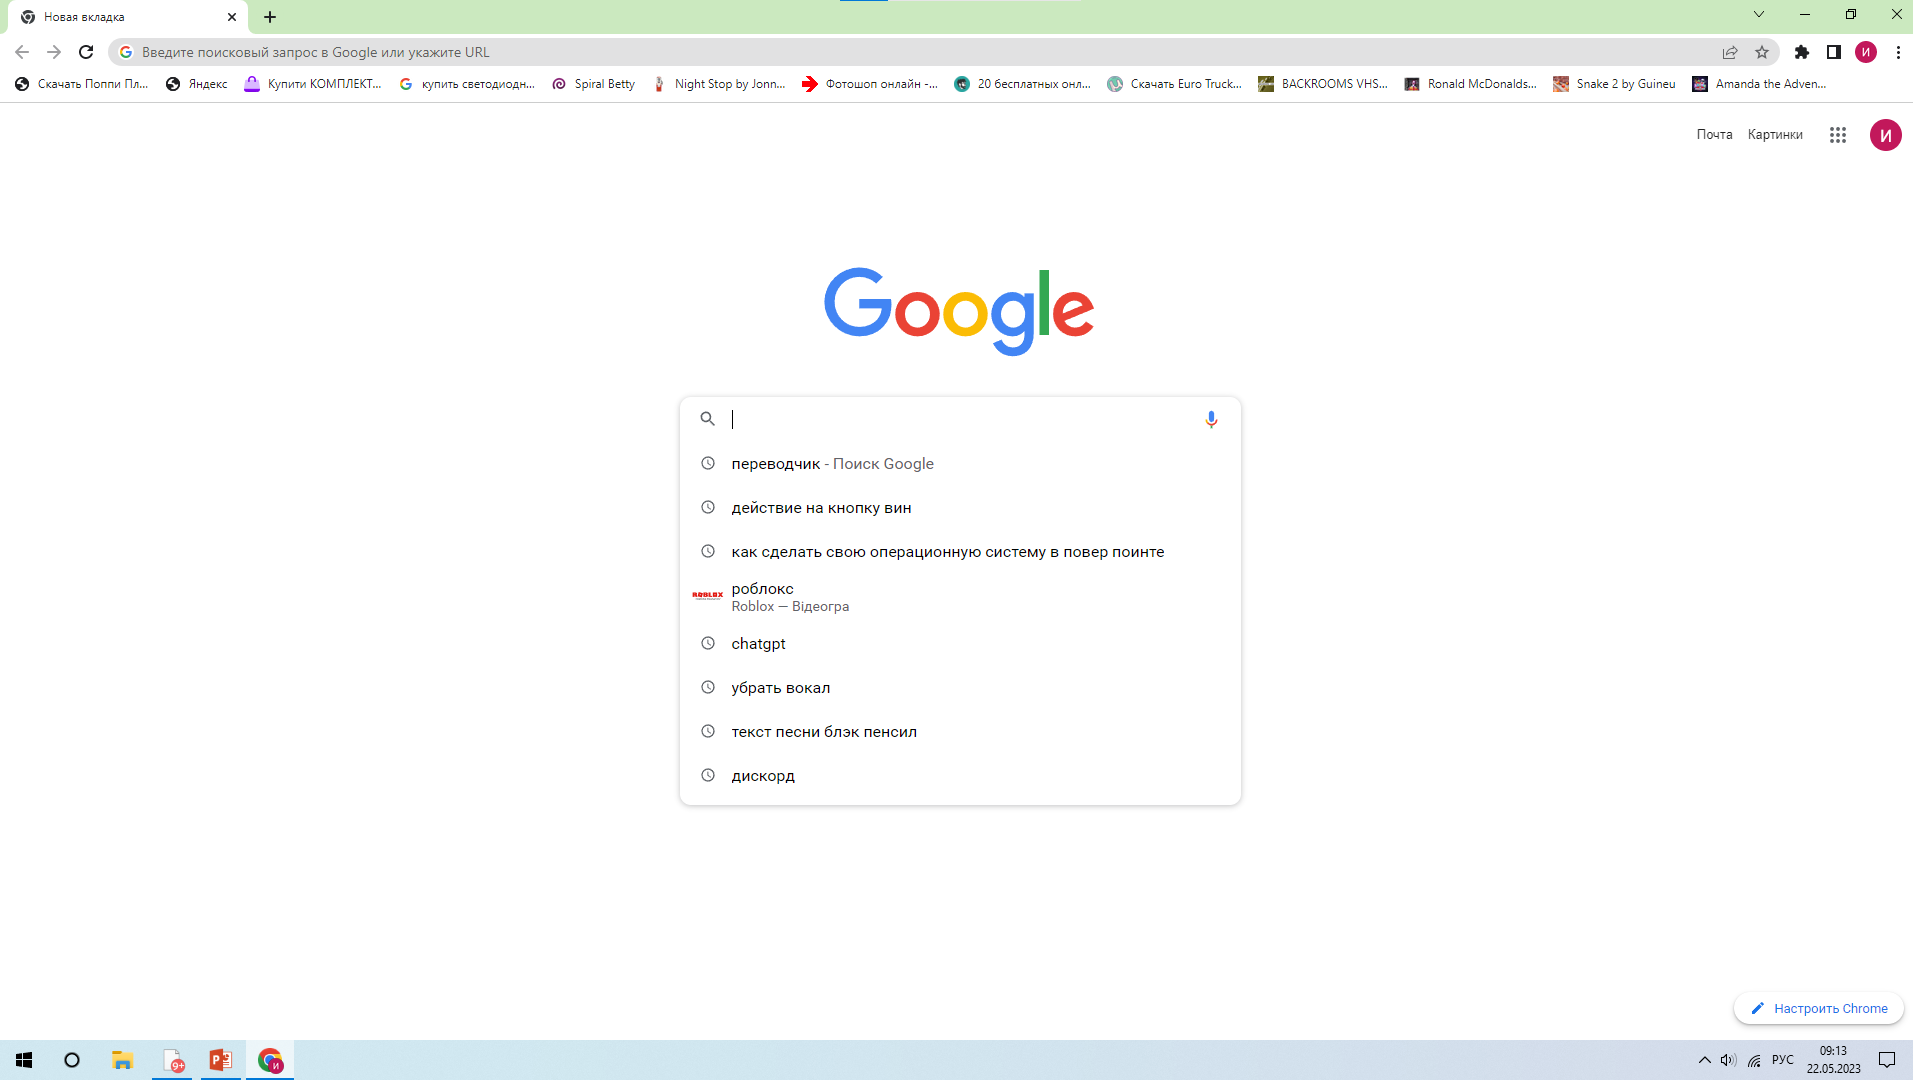 Новая вкладка
Введите поисковый запрос в Google или укажите URL
И
Скачать Поппи Пл...
Яндекс
Купити КОМПЛЕКТ...
купить светодиодн...
Spiral Betty
Night Stop by Jonn...
Фотошоп онлайн -...
20 бесплатных онл...
Скачать Euro Truck...
BACKROOMS VHS...
Ronald McDonalds...
Snake 2 by Guineu
Amanda the Adven...
Почта
Картинки
И
Google
переводчик - Поиск Google
действие на кнопку вин
как сделать свою операционную систему в повер поинте
ROBLOX
роблокс
Roblox — Відеогра
chatgpt
убрать вокал
текст песни блэк пенсил
дискорд
Настроить Chrome
9+
P
И
РУС
09:13
22.05.2023